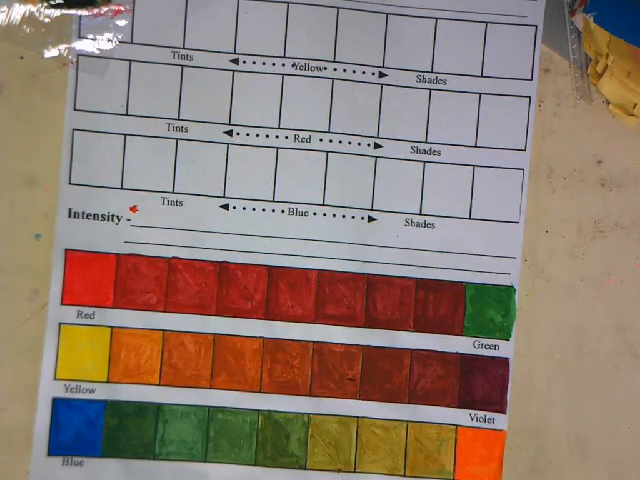 Tints Yellow Shades
Tints Red Shades
Tints Blue Shades
Intensity -
Red Green
Yellow Violet
Blue